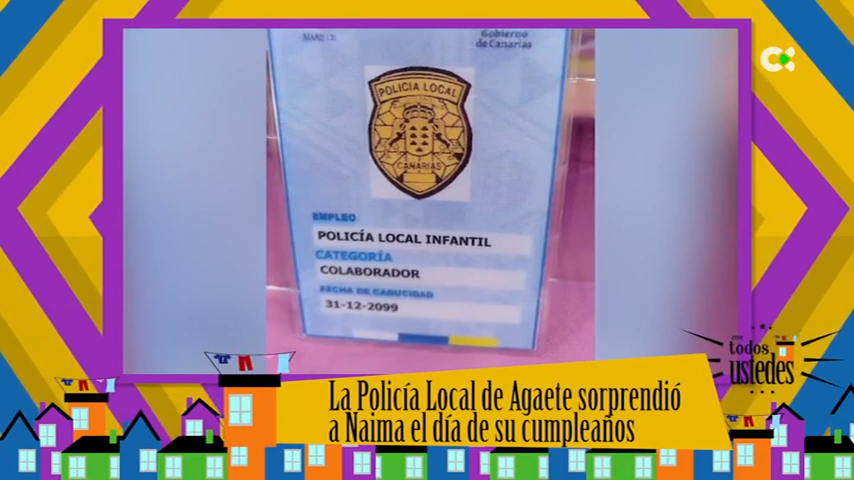 Gobierno
de Canarias
POLICIA LOCAL
CANARIAS
EMPLEO
POLICÍA LOCAL INFANTIL
CATEGORÍA
COLABORADOR
FECHA DE CADUCIDAD
31-12-2099
con
todos
ustedes
La Policía Local de Agaete sorprendió
a Naima el día de su cumpleaños